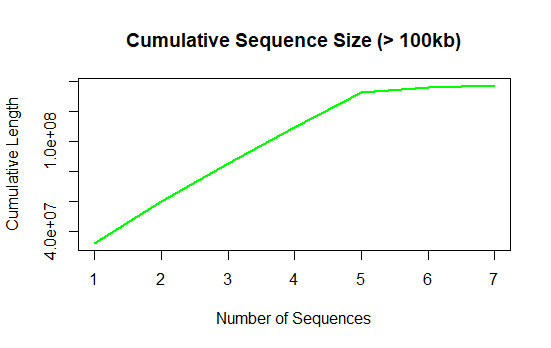 Cumulative Sequence Size (> 100kb)
Cumulative Length
1.0e+08
4.0e+07
1 2 3 4 5 6 7
Number of Sequences